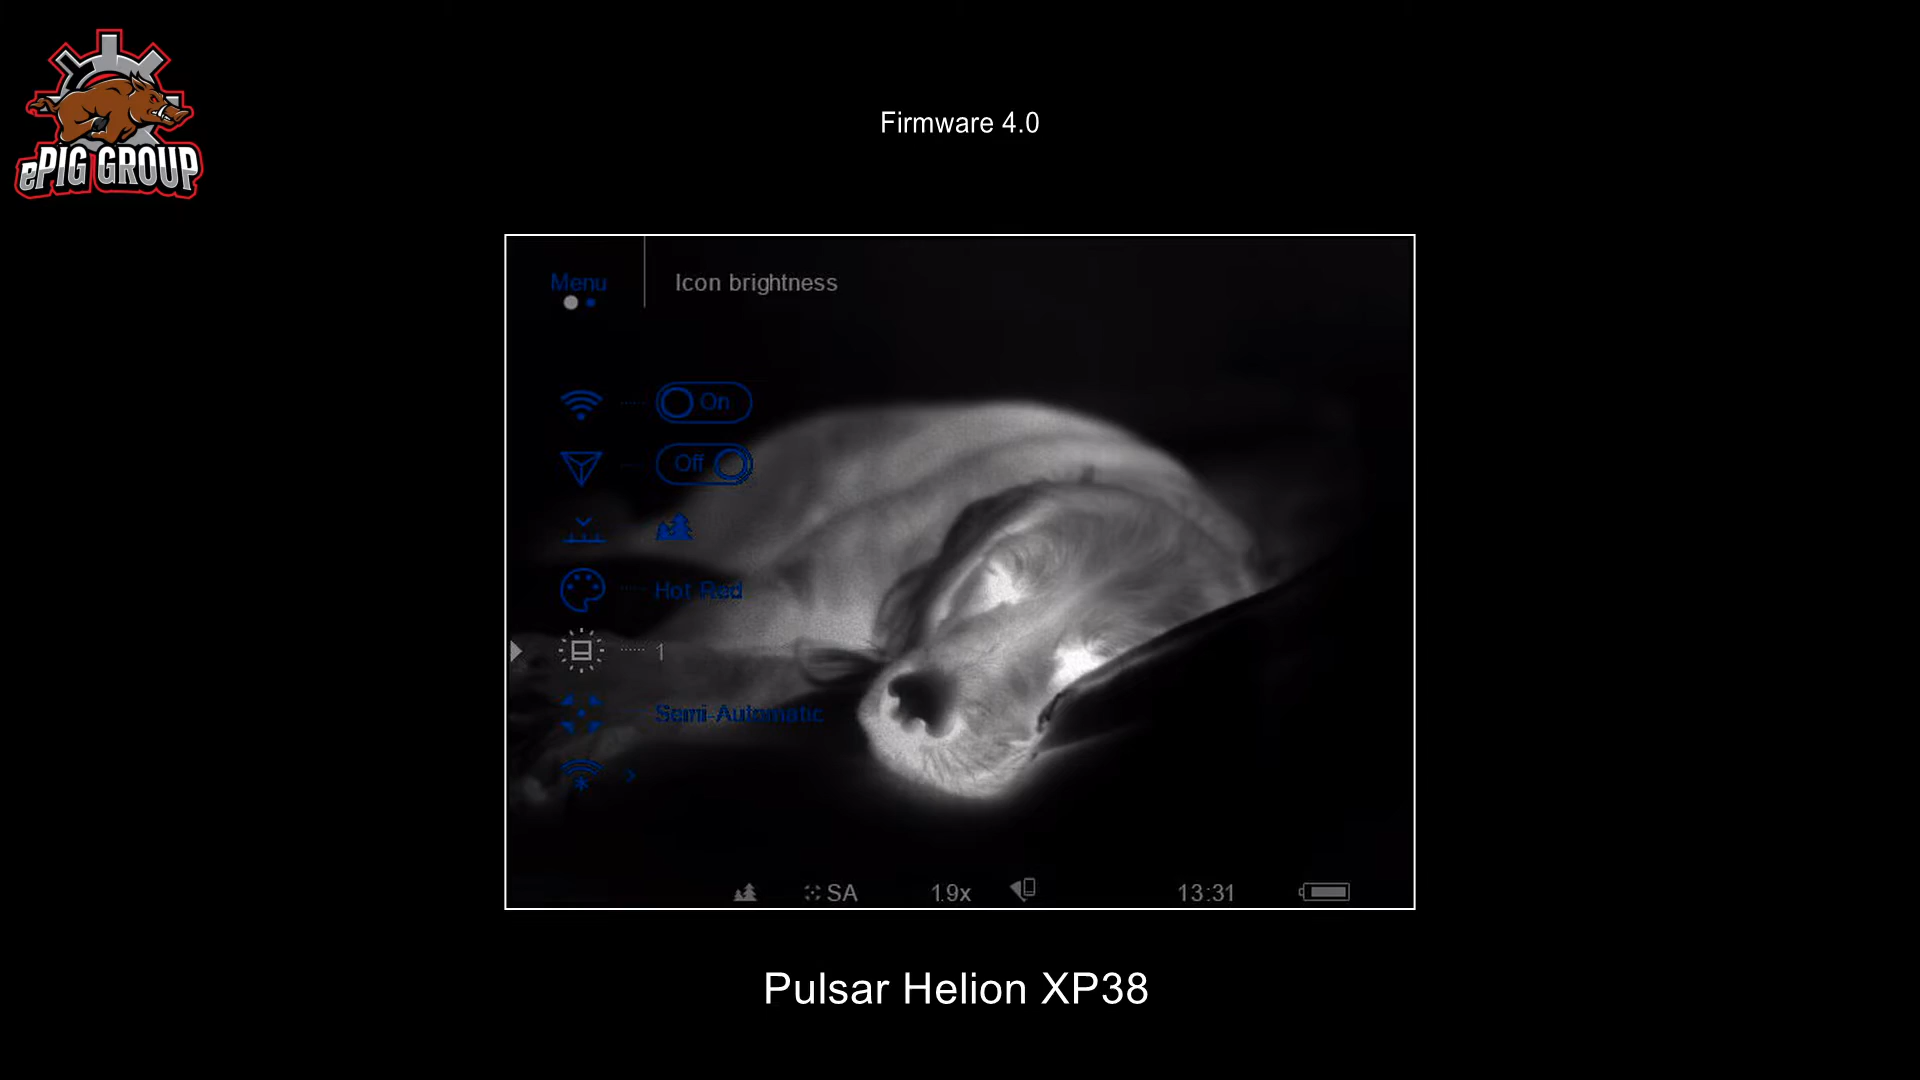 ePIG GROUP
Firmware 4.0
Menu
Icon brightness
On
Off
Hot Red
1
Semi-Automatic
SA
1.9x
13:31
Pulsar Helion XP38